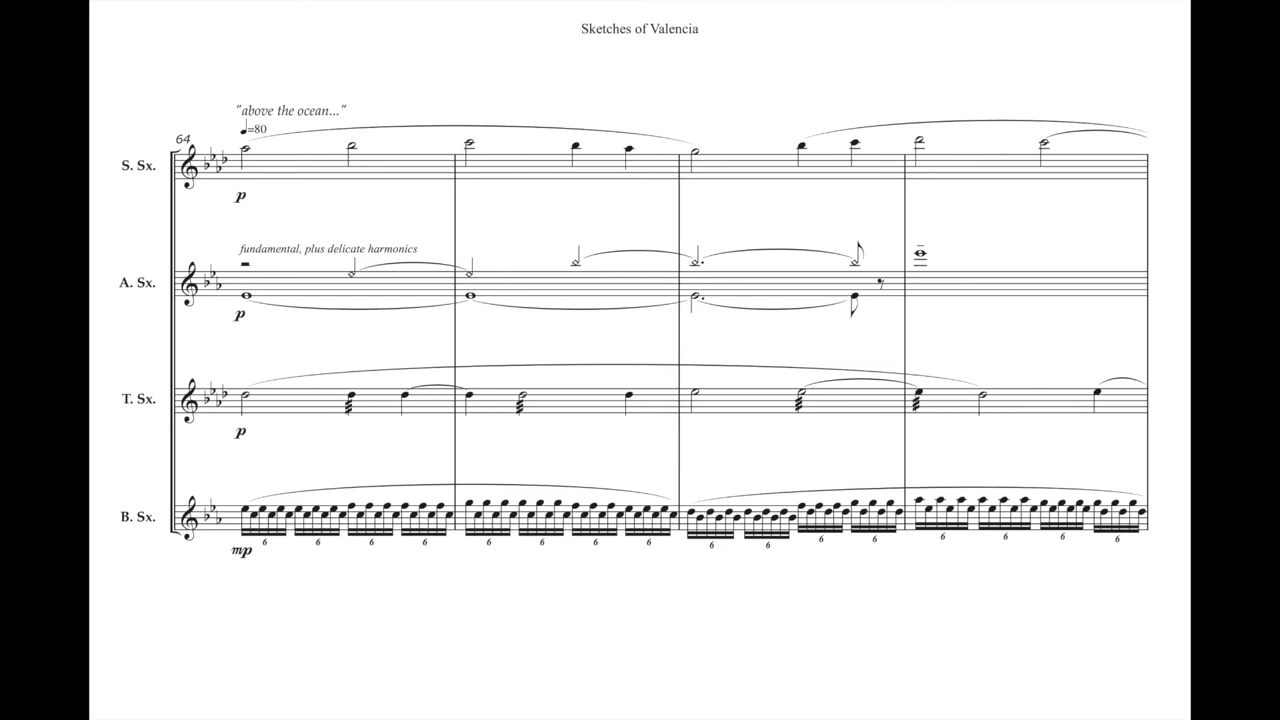 Sketches of Valencia
"above the ocean..."
=80
64
S. Sx.
p
fundamental, plus delicate harmonics
A. Sx.
p
T. Sx.
p
B. Sx.
6 6 6 6 6 6 6 6 6 6 6 6 6 6 6 6
mp